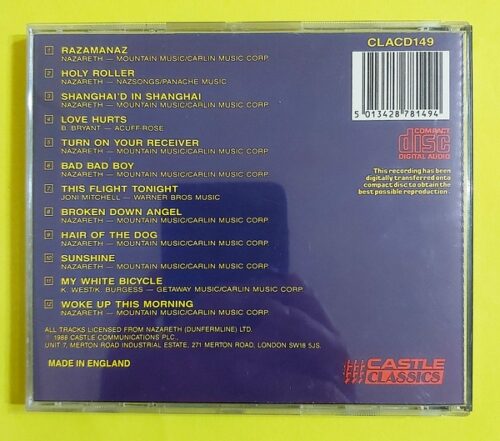 1 RAZAMANAZ
NAZARETH — MOUNTAIN MUSIC/CARLIN MUSIC CORP.
2 HOLY ROLLER
NAZARETH — NAZSONGS/PANACHE MUSIC
3 SHANGHAI'D IN SHANGHAI
NAZARETH — MOUNTAIN MUSIC/CARLIN MUSIC CORP.
4 LOVE HURTS
B. BRYANT — ACUFF-ROSE
5 TURN ON YOUR RECEIVER
NAZARETH — MOUNTAIN MUSIC/CARLIN MUSIC CORP.
6 BAD BAD BOY
NAZARETH — MOUNTAIN MUSIC/CARLIN MUSIC CORP.
7 THIS FLIGHT TONIGHT
JONI MITCHELL — WARNER BROS MUSIC
8 BROKEN DOWN ANGEL
NAZARETH — MOUNTAIN MUSIC/CARLIN MUSIC CORP.
9 HAIR OF THE DOG
NAZARETH — MOUNTAIN MUSIC/CARLIN MUSIC CORP.
10 SUNSHINE
NAZARETH — MOUNTAIN MUSIC/CARLIN MUSIC CORP.
11 MY WHITE BICYCLE
K. WEST/K. BURGESS — GETAWAY MUSIC/CARLIN MUSIC CORP.
12 WOKE UP THIS MORNING
NAZARETH — MOUNTAIN MUSIC/CARLIN MUSIC CORP.
ALL TRACKS LICENSED FROM NAZARETH (DUNFERMLINE) LTD.
℗ 1988 CASTLE COMMUNICATIONS PLC.,
UNIT 7, MERTON ROAD INDUSTRIAL ESTATE, 271 MERTON ROAD, LONDON SW18 5JS.
MADE IN ENGLAND
CLACD149
5 013428 781494
COMPACT
disc
DIGITAL AUDIO
This recording has been
digitally transferred onto
compact disc to obtain the
best possible reproduction.
CASTLE
CLASSICS